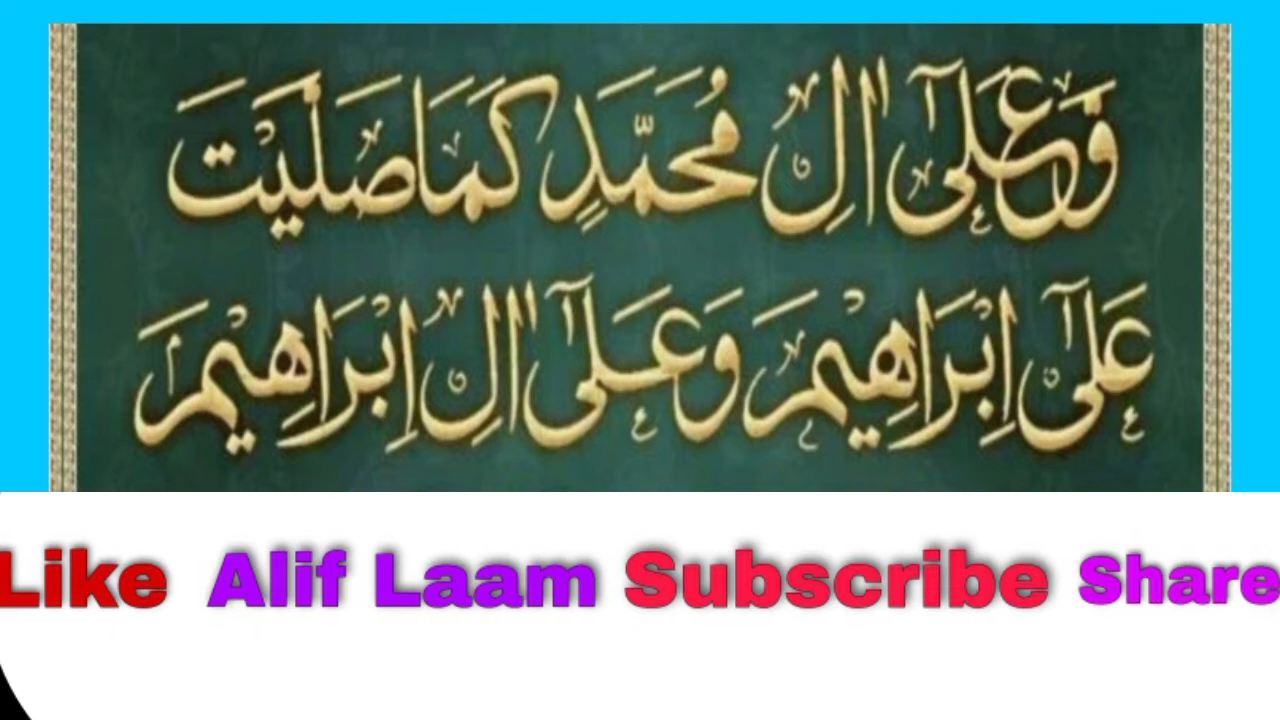 وَعَلٰٓى اٰلِ مُحَمَّدٍ كَمَا صَلَّيْتَ
عَلٰٓى اِبْرَاهِيْمَ وَعَلٰٓى اٰلِ اِبْرَاهِيْمَ
Like Alif Laam Subscribe Share